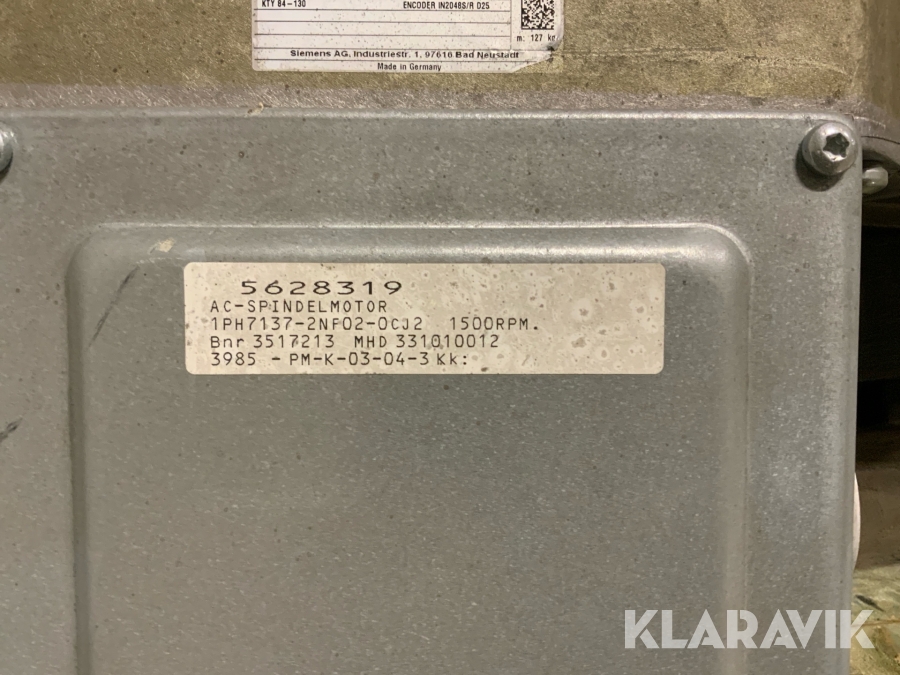 KTY 84-130 ENCODER IN2048S/R D25
m: 127 kg
Siemens AG, Industriestr. 1, 97616 Bad Neustadt
Made in Germany
5628319
AC-SPINDELMOTOR
1PH7137-2NF02-0CJ2 1500RPM.
Bnr 3517213 MHD 331010012
3985 - PM-K-03-04-3 Kk:
KLARAVIK